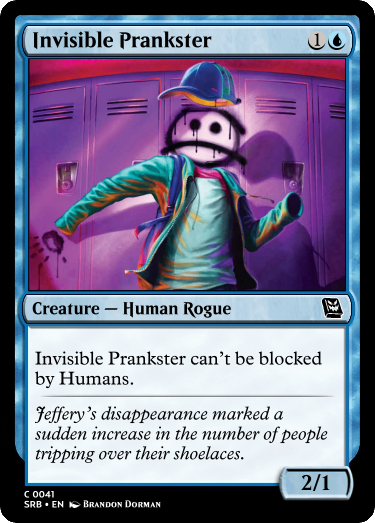 Invisible Prankster 1
Creature — Human Rogue
Invisible Prankster can't be blocked
by Humans.
Jeffery's disappearance marked a
sudden increase in the number of people
tripping over their shoelaces.
2/1
C 0041
SRB • EN Brandon Dorman